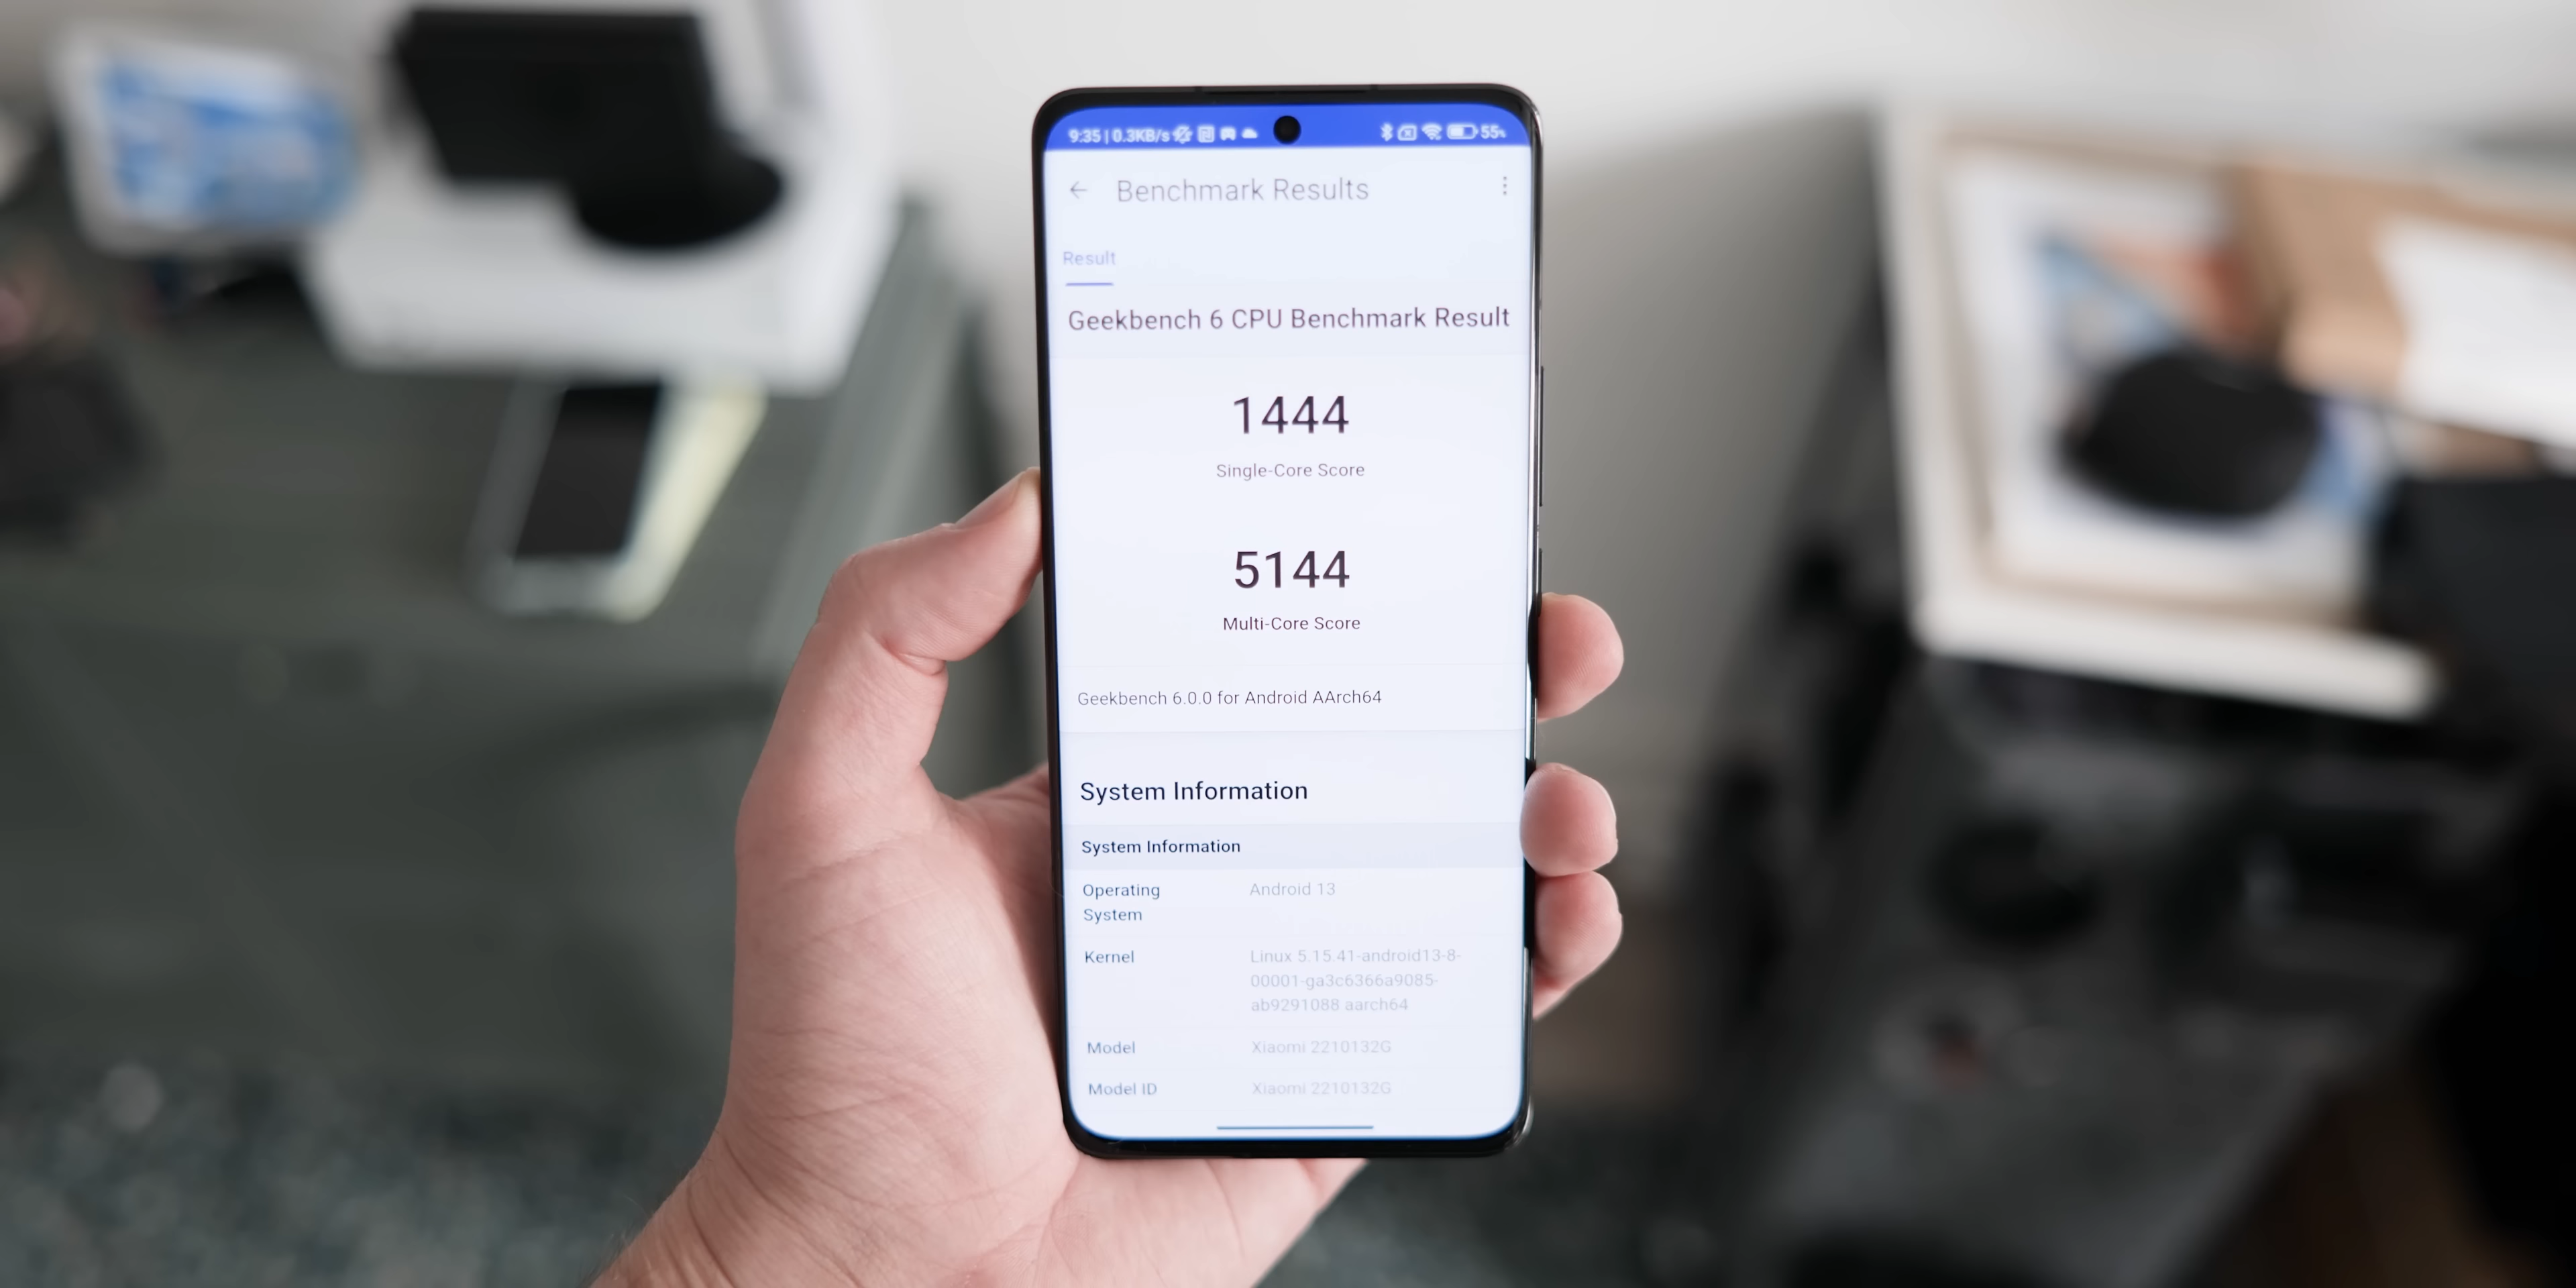 9:35 | 0.3KB/s 55%
Benchmark Results
Result
Geekbench 6 CPU Benchmark Result
1444
Single-Core Score
5144
Multi-Core Score
Geekbench 6.0.0 for Android AArch64
System Information
System Information
Operating System Android 13
Kernel Linux 5.15.41-android13-8-
00001-ga3c6366a9085-
ab9291088 aarch64
Model Xiaomi 2210132G
Model ID Xiaomi 2210132G